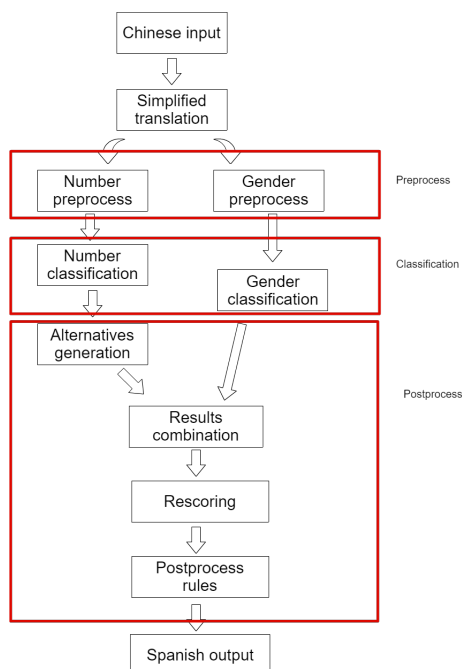 Chinese input
Simplified
translation
Number
preprocess
Gender
preprocess
Preprocess
Number
classification
Gender
classification
Classification
Alternatives
generation
Results
combination
Rescoring
Postprocess
rules
Postprocess
Spanish output